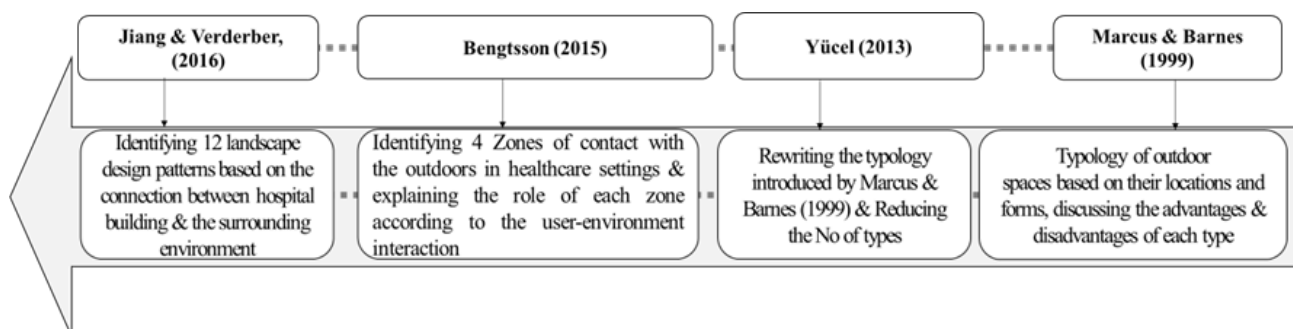 Jiang & Verderber,
(2016)
Bengtsson (2015)
Yücel (2013)
Marcus & Barnes
(1999)
Identifying 12 landscape
design patterns based on the
connection between hospital
building & the surrounding
environment
Identifying 4 Zones of contact with
the outdoors in healthcare settings &
explaining the role of each zone
according to the user-environment
interaction
Rewriting the typology
introduced by Marcus &
Barnes (1999) & Reducing
the No of types
Typology of outdoor
spaces based on their locations and
forms, discussing the advantages &
disadvantages of each type